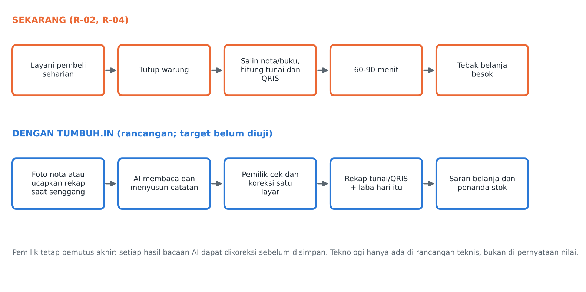 SEKARANG (R-02, R-04)
Layani pembeli
seharian
Tutup warung
Salin nota/buku,
hitung tunai dan
QRIS
60-90 menit
Tebak belanja
besok
DENGAN TUMBUH.IN (rancangan; target belum diuji)
Foto nota atau
ucapkan rekap
saat senggang
AI membaca dan
menyusun catatan
Pemilik cek dan
koreksi satu
layar
Rekap tunai/QRIS
+ laba hari itu
Saran belanja dan
penanda stok
Pemilik tetap pemutus akhir: setiap hasil bacaan AI dapat dikoreksi sebelum disimpan. Teknologi hanya ada di rancangan teknis, bukan di pernyataan nilai.